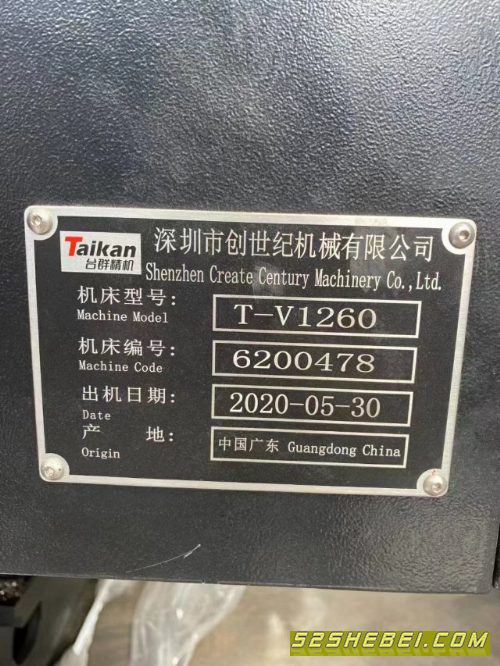 Taikan
台群精机
深圳市创世纪机械有限公司
Shenzhen Create Century Machinery Co.,Ltd.
机床型号: T-V1260
Machine Model
机床编号: 6200478
Machine Code
出机日期: 2020-05-30
Date
产 地: 中国广东 Guangdong China
Origin
52SHEBEI.COM